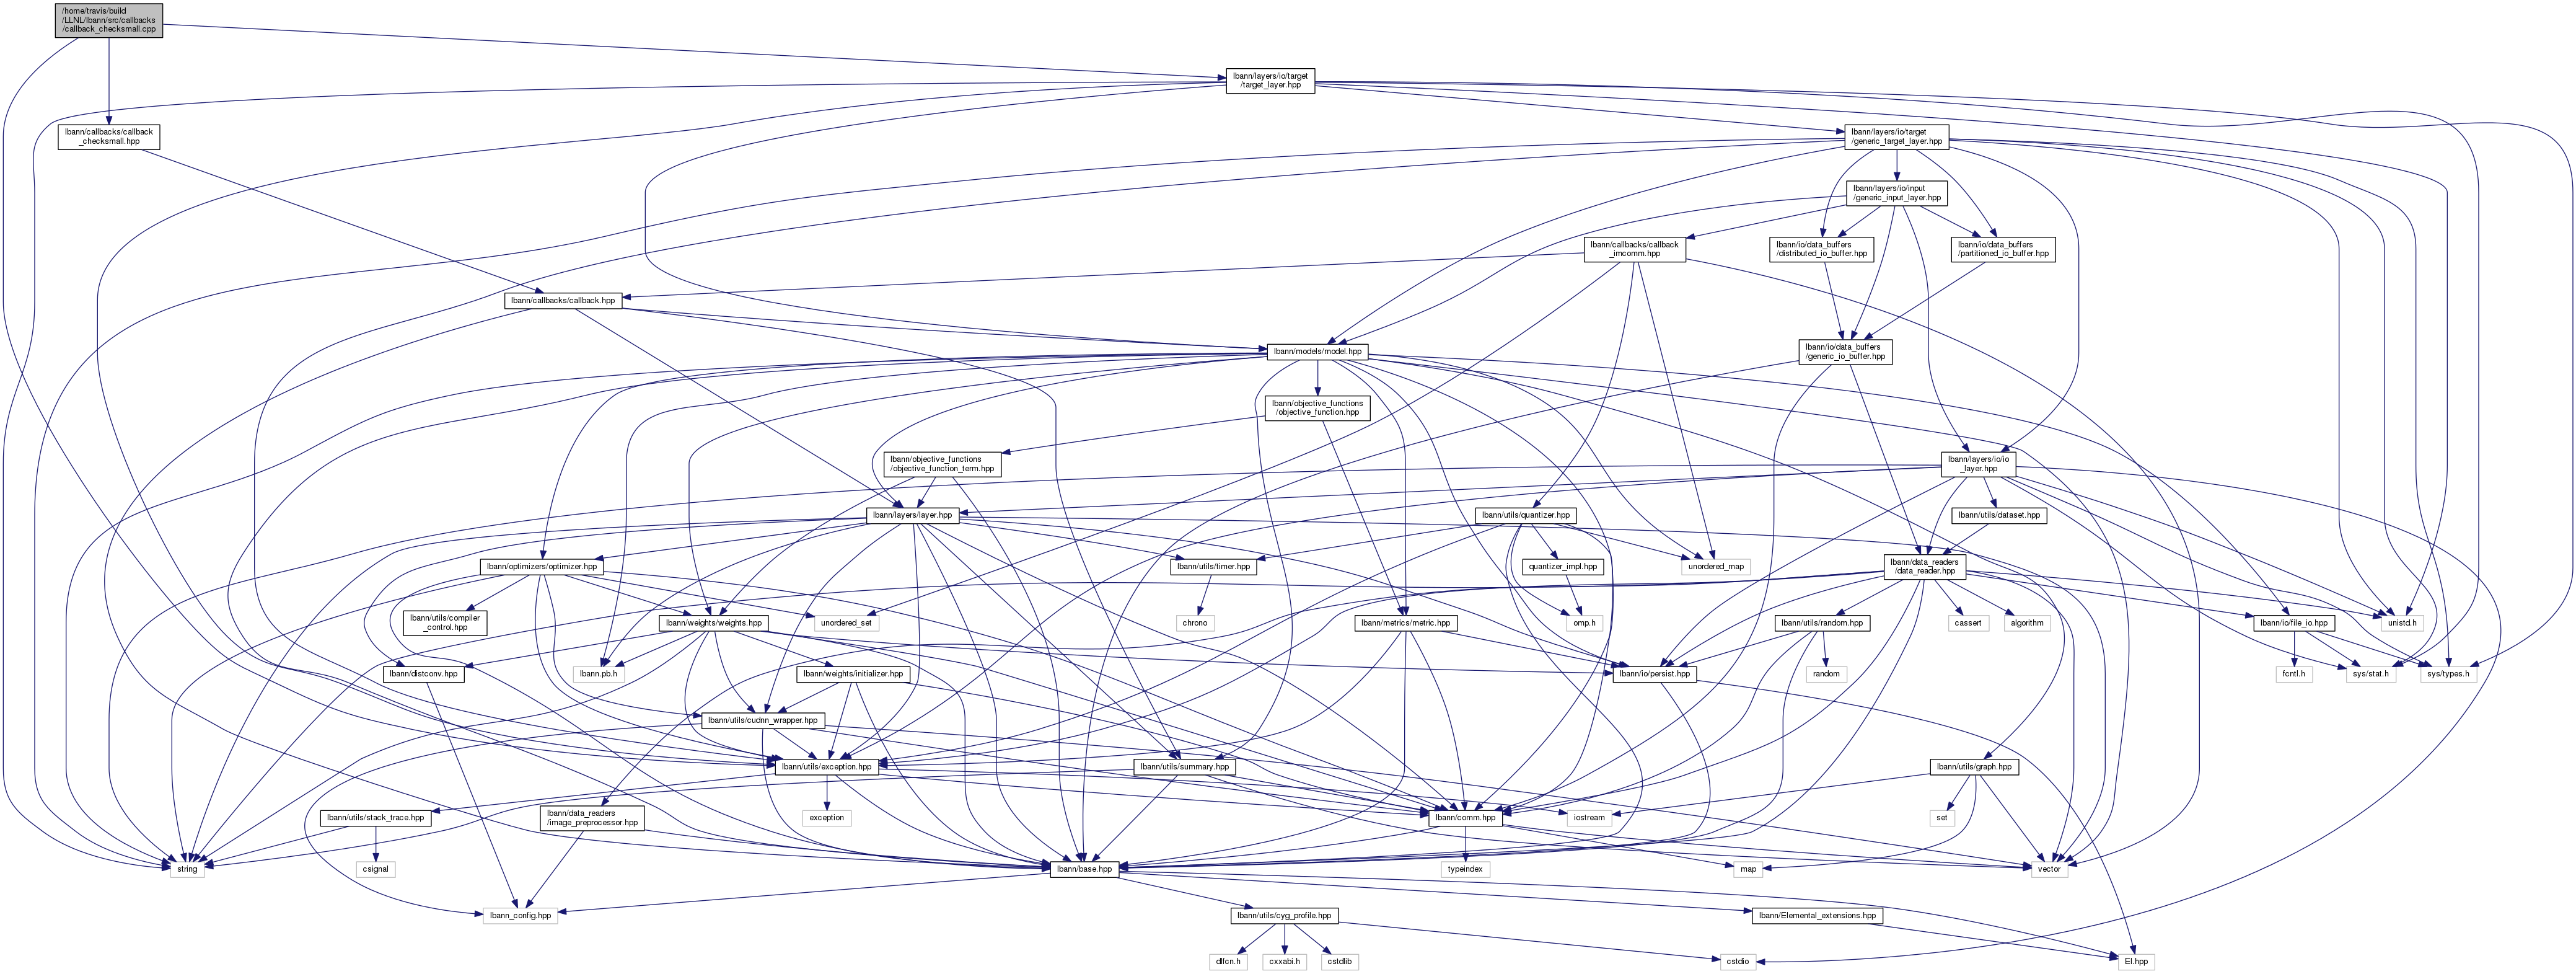 /home/travis/build
/LLNL/lbann/src/callbacks
/callback_checksmall.cpp
lbann/layers/io/target
/target_layer.hpp
lbann/callbacks/callback
_checksmall.hpp
lbann/layers/io/target
/generic_target_layer.hpp
lbann/layers/io/input
/generic_input_layer.hpp
lbann/callbacks/callback
_imcomm.hpp
lbann/io/data_buffers
/distributed_io_buffer.hpp
lbann/io/data_buffers
/partitioned_io_buffer.hpp
lbann/callbacks/callback.hpp
lbann/models/model.hpp
lbann/io/data_buffers
/generic_io_buffer.hpp
lbann/objective_functions
/objective_function.hpp
lbann/objective_functions
/objective_function_term.hpp
lbann/layers/io/io
_layer.hpp
lbann/layers/layer.hpp
lbann/utils/quantizer.hpp
lbann/utils/dataset.hpp
lbann/optimizers/optimizer.hpp
lbann/utils/timer.hpp
quantizer_impl.hpp
unordered_map
lbann/data_readers
/data_reader.hpp
lbann/utils/compiler
_control.hpp
unordered_set
lbann/weights/weights.hpp
chrono
omp.h
lbann/metrics/metric.hpp
lbann/utils/random.hpp
cassert
algorithm
lbann/io/file_io.hpp
unistd.h
lbann/distconv.hpp
lbann.pb.h
lbann/weights/initializer.hpp
lbann/io/persist.hpp
random
fcntl.h
sys/stat.h
sys/types.h
lbann/utils/cudnn_wrapper.hpp
lbann/utils/exception.hpp
lbann/utils/summary.hpp
lbann/utils/graph.hpp
lbann/utils/stack_trace.hpp
lbann/data_readers
/image_preprocessor.hpp
exception
lbann/comm.hpp
iostream
set
string
csignal
lbann/base.hpp
typeindex
map
vector
lbann_config.hpp
lbann/utils/cyg_profile.hpp
lbann/Elemental_extensions.hpp
dlfcn.h
cxxabi.h
cstdlib
cstdio
El.hpp